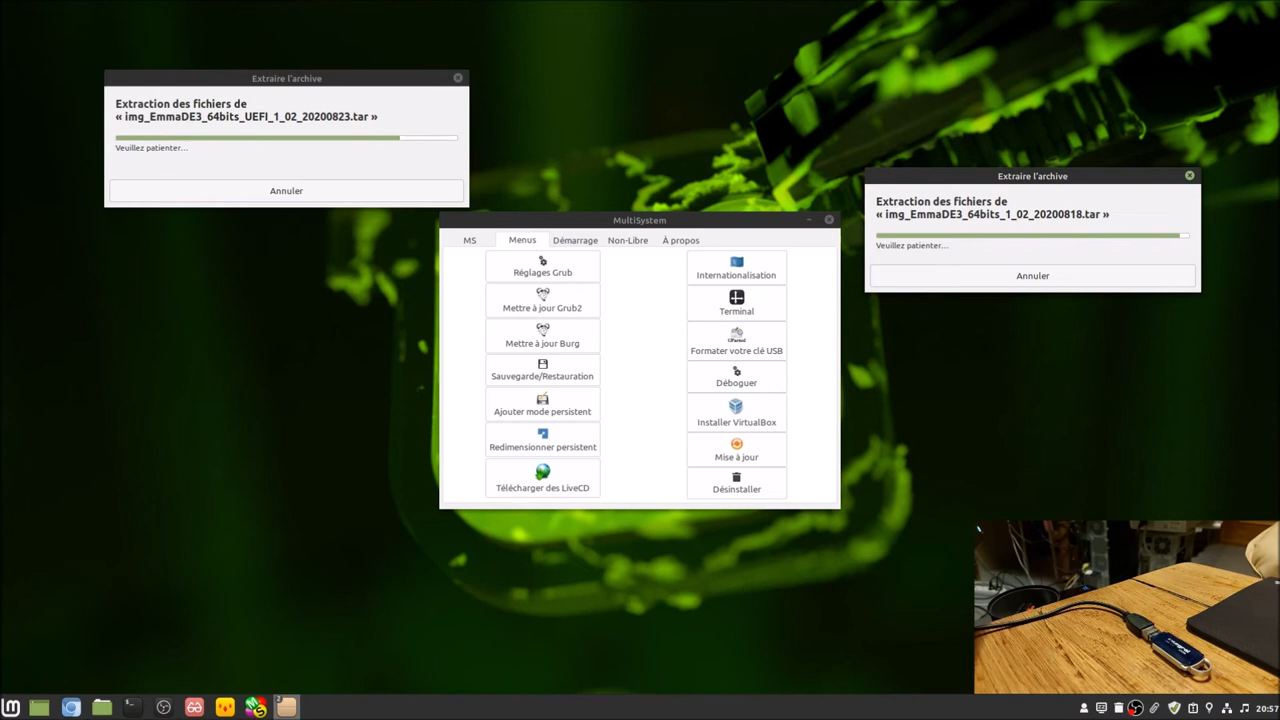 Extraire l'archive
Extraction des fichiers de
« img_EmmaDE3_64bits_UEFI_1_02_20200823.tar »
Veuillez patienter...
Annuler
Extraire l'archive
Extraction des fichiers de
« img_EmmaDE3_64bits_1_02_20200818.tar »
Veuillez patienter...
Annuler
MultiSystem
MS Menus Démarrage Non-Libre À propos
Réglages Grub
Mettre à jour Grub2
Mettre à jour Burg
Sauvegarde/Restauration
Ajouter mode persistent
Redimensionner persistent
Télécharger des LiveCD
Internationalisation
Terminal
GParted
Formater votre clé USB
Déboguer
Installer VirtualBox
Mise à jour
Désinstaller
2
20:57